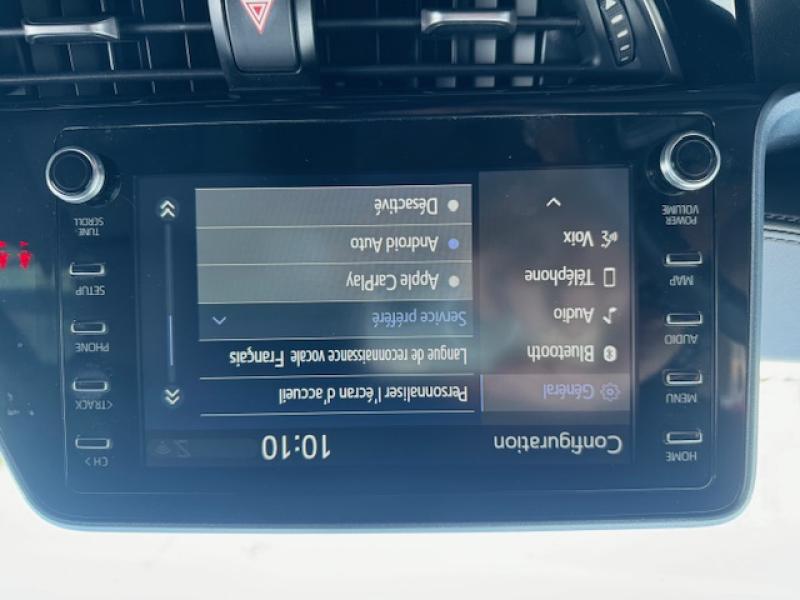 HOME
MENU
AUDIO
MAP
POWER
VOLUME
Configuration
10:10
Général
Bluetooth
Audio
Téléphone
Voix
Personnaliser l'écran d'accueil
Langue de reconnaissance vocale Français
Service préféré
Apple CarPlay
Android Auto
Désactivé
CH >
< TRACK
PHONE
SETUP
TUNE
SCROLL